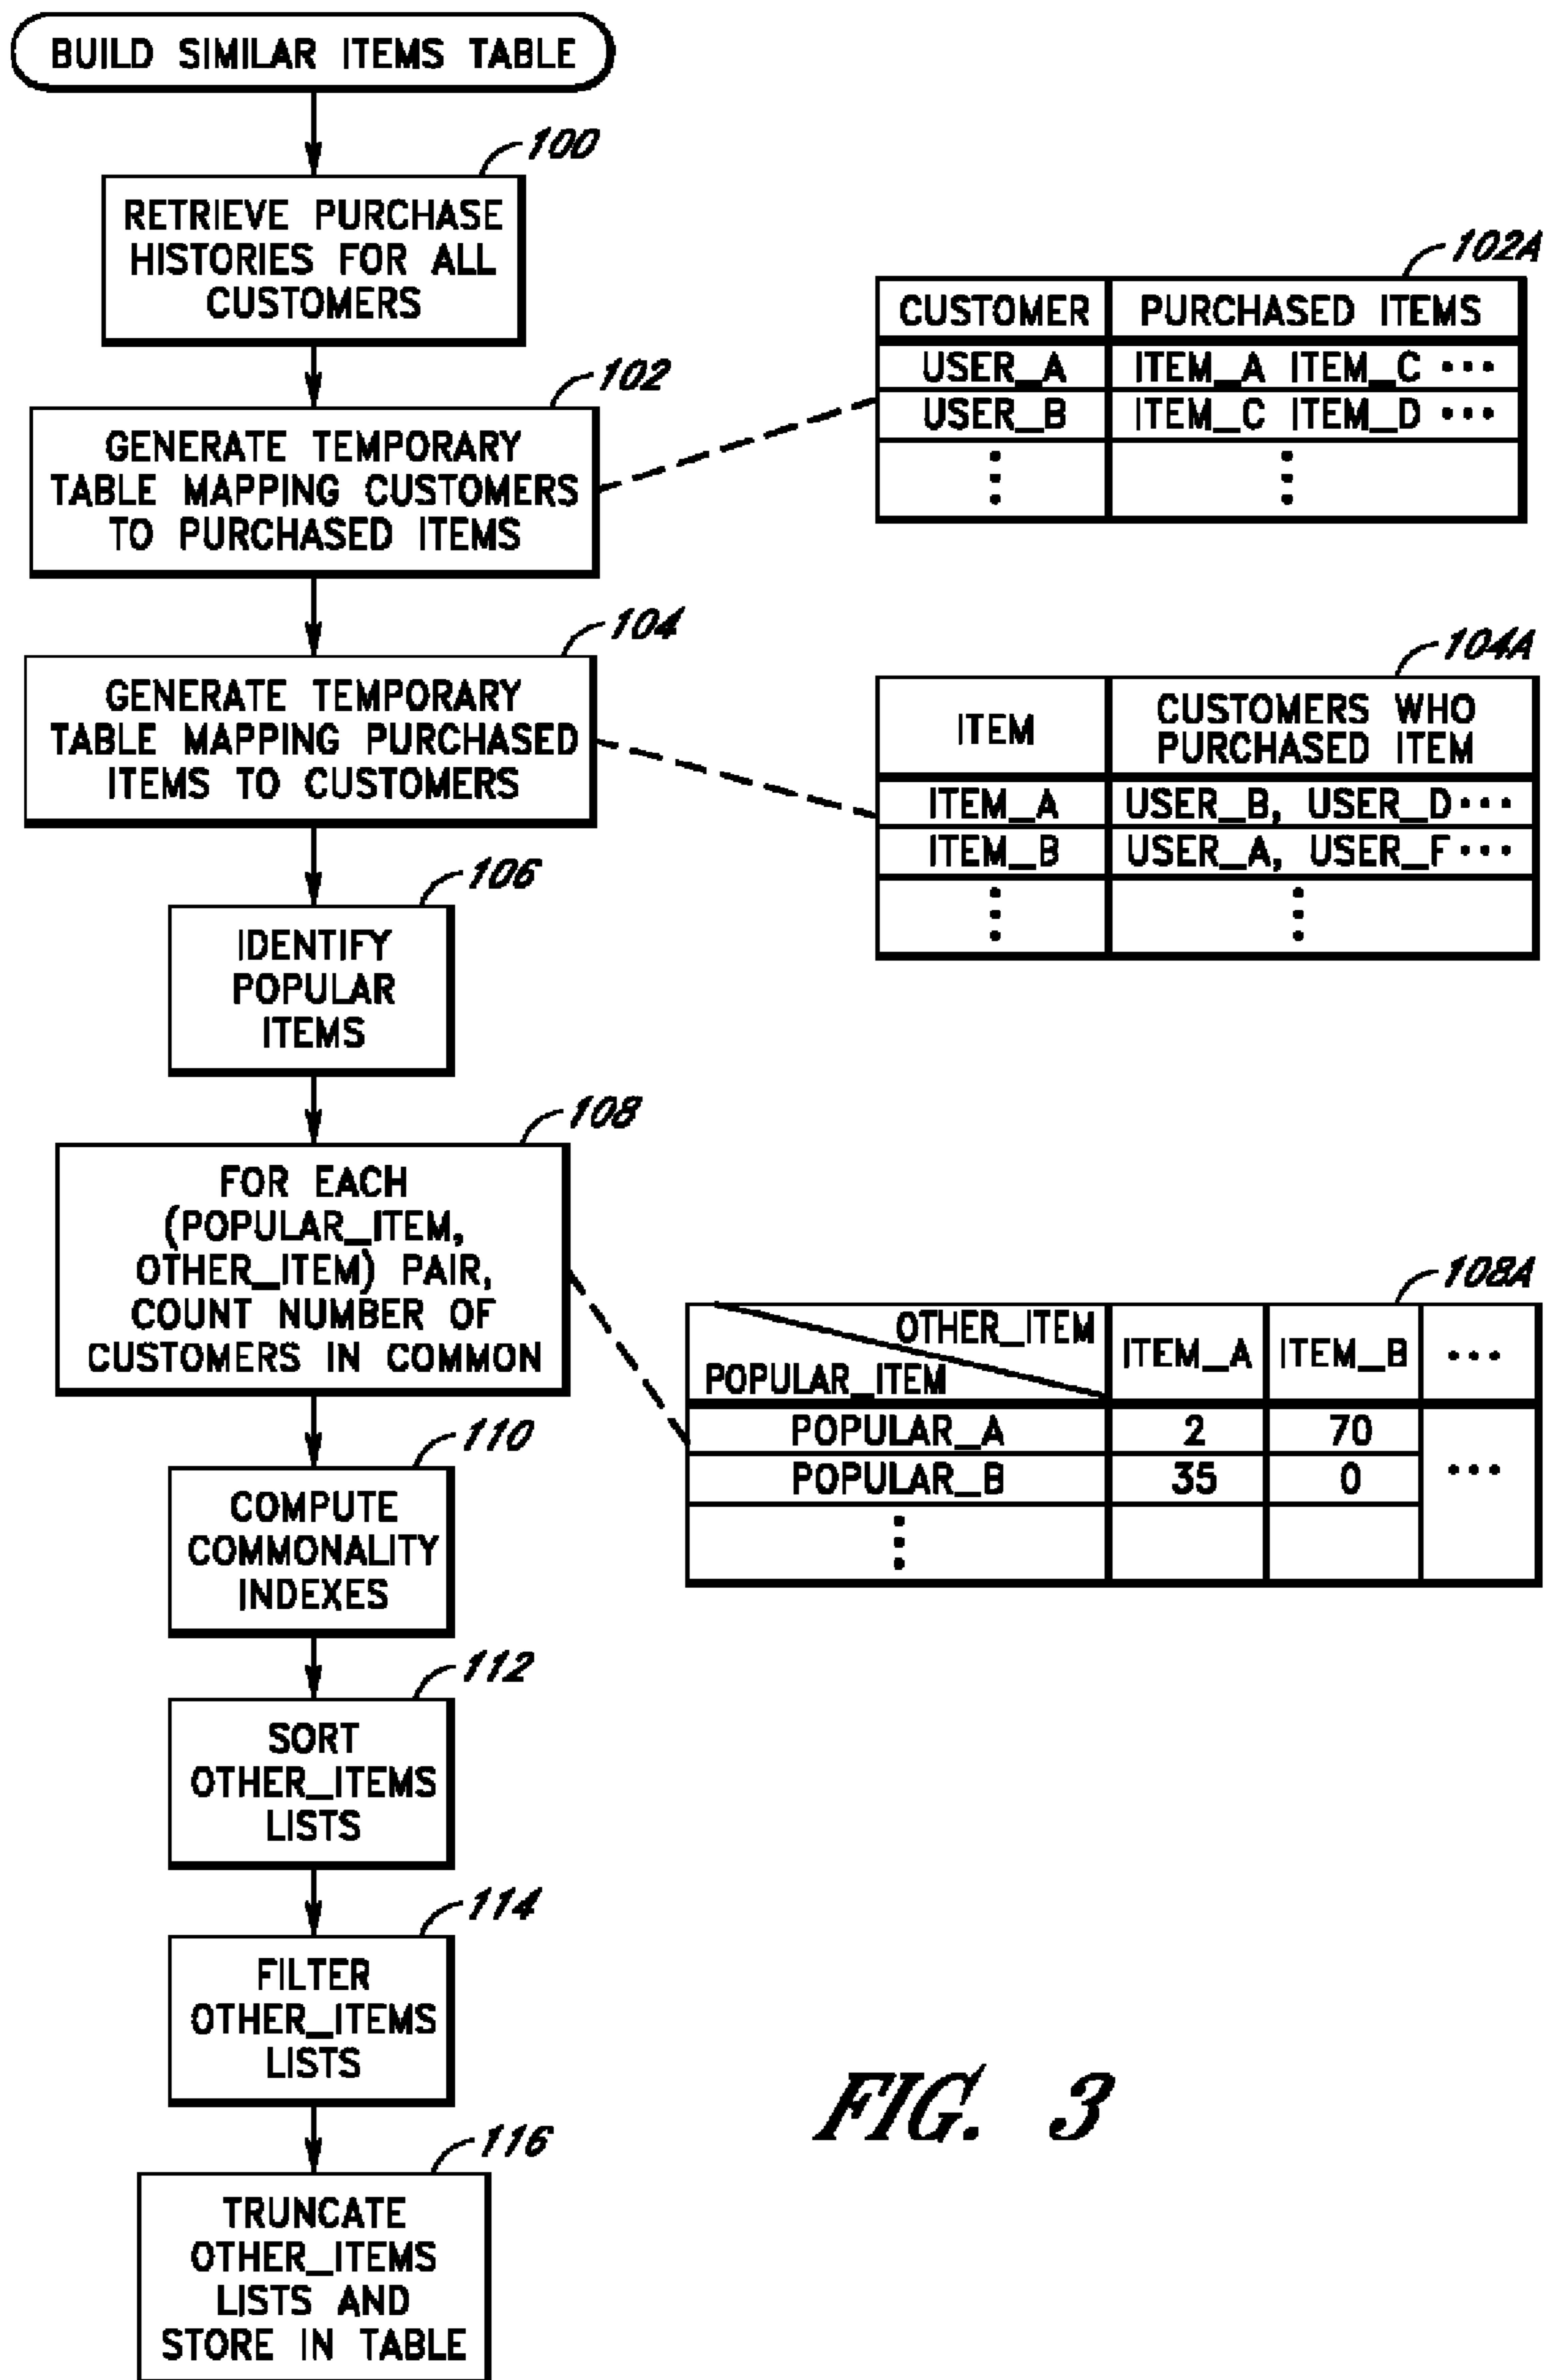 BUILD SIMILAR ITEMS TABLE
100
RETRIEVE PURCHASE
HISTORIES FOR ALL
CUSTOMERS
102
GENERATE TEMPORARY
TABLE MAPPING CUSTOMERS
TO PURCHASED ITEMS
102A
CUSTOMER PURCHASED ITEMS
USER_A ITEM_A ITEM_C ...
USER_B ITEM_C ITEM_D ...
104
GENERATE TEMPORARY
TABLE MAPPING PURCHASED
ITEMS TO CUSTOMERS
104A
ITEM
CUSTOMERS WHO
PURCHASED ITEM
ITEM_A USER_B, USER_D...
ITEM_B USER_A, USER_F...
106
IDENTIFY
POPULAR
ITEMS
108
FOR EACH
(POPULAR_ITEM,
OTHER_ITEM) PAIR,
COUNT NUMBER OF
CUSTOMERS IN COMMON
108A
OTHER_ITEM
POPULAR_ITEM
ITEM_A ITEM_B ...
POPULAR_A 2 70
POPULAR_B 35 0
...
110
COMPUTE
COMMONALITY
INDEXES
112
SORT
OTHER_ITEMS
LISTS
114
FILTER
OTHER_ITEMS
LISTS
116
TRUNCATE
OTHER_ITEMS
LISTS AND
STORE IN TABLE
FIG. 3